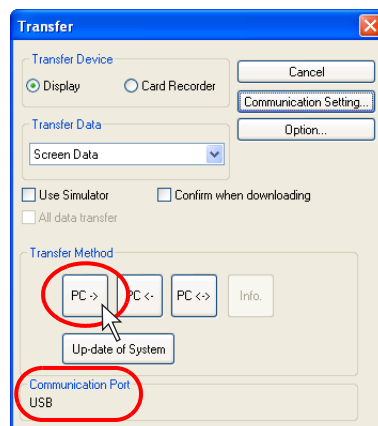 Transfer
Transfer Device
Display
Card Recorder
Cancel
Communication Setting...
Transfer Data
Option...
Screen Data
Use Simulator
Confirm when downloading
All data transfer
Transfer Method
PC ->
PC <-
PC <->
Info.
Up-date of System
Communication Port
USB